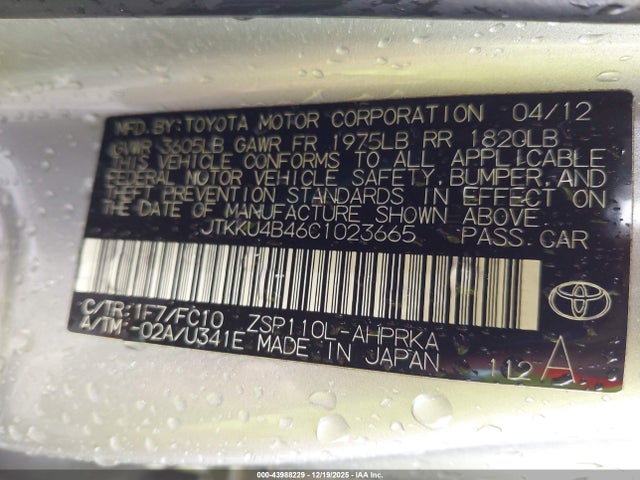 MFD.BY:TOYOTA MOTOR CORPORATION 04/12
GVWR 3605LB GAWR FR 1975LB RR 1820LB
THIS VEHICLE CONFORMS TO ALL APPLICABLE
FEDERAL MOTOR VEHICLE SAFETY, BUMPER, AND
THEFT PREVENTION STANDARDS IN EFFECT ON
THE DATE OF MANUFACTURE SHOWN ABOVE.
JTKKU4B46C1023665 PASS.CAR
C/TR:1F7/FC10 ZSP110L-AHPRKA
A/TM:-02A/U341E MADE IN JAPAN 112 A
TOYOTA
000-43988229 - 12/19/2025 - IAA Inc.